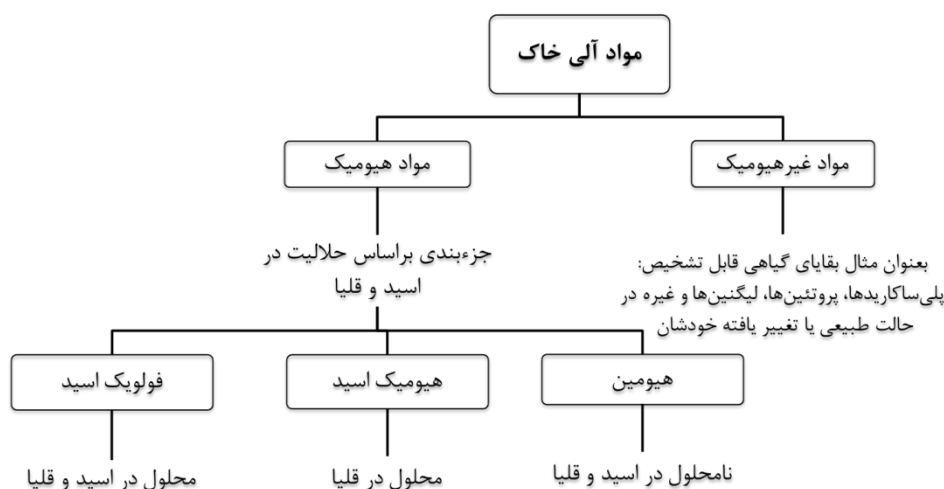 مواد آلی خاک
مواد غیرهیومیک
مواد هیومیک
بعنوان مثال بقایای گیاهی قابل تشخیص:
پلی‌ساکاریدها، پروتئین‌ها، لیگنین‌ها و غیره در
حالت طبیعی یا تغییر یافته خودشان
جزءبندی براساس حلالیت در
اسید و قلیا
هیومین
هیومیک اسید
فولویک اسید
نامحلول در اسید و قلیا
محلول در قلیا
محلول در اسید و قلیا